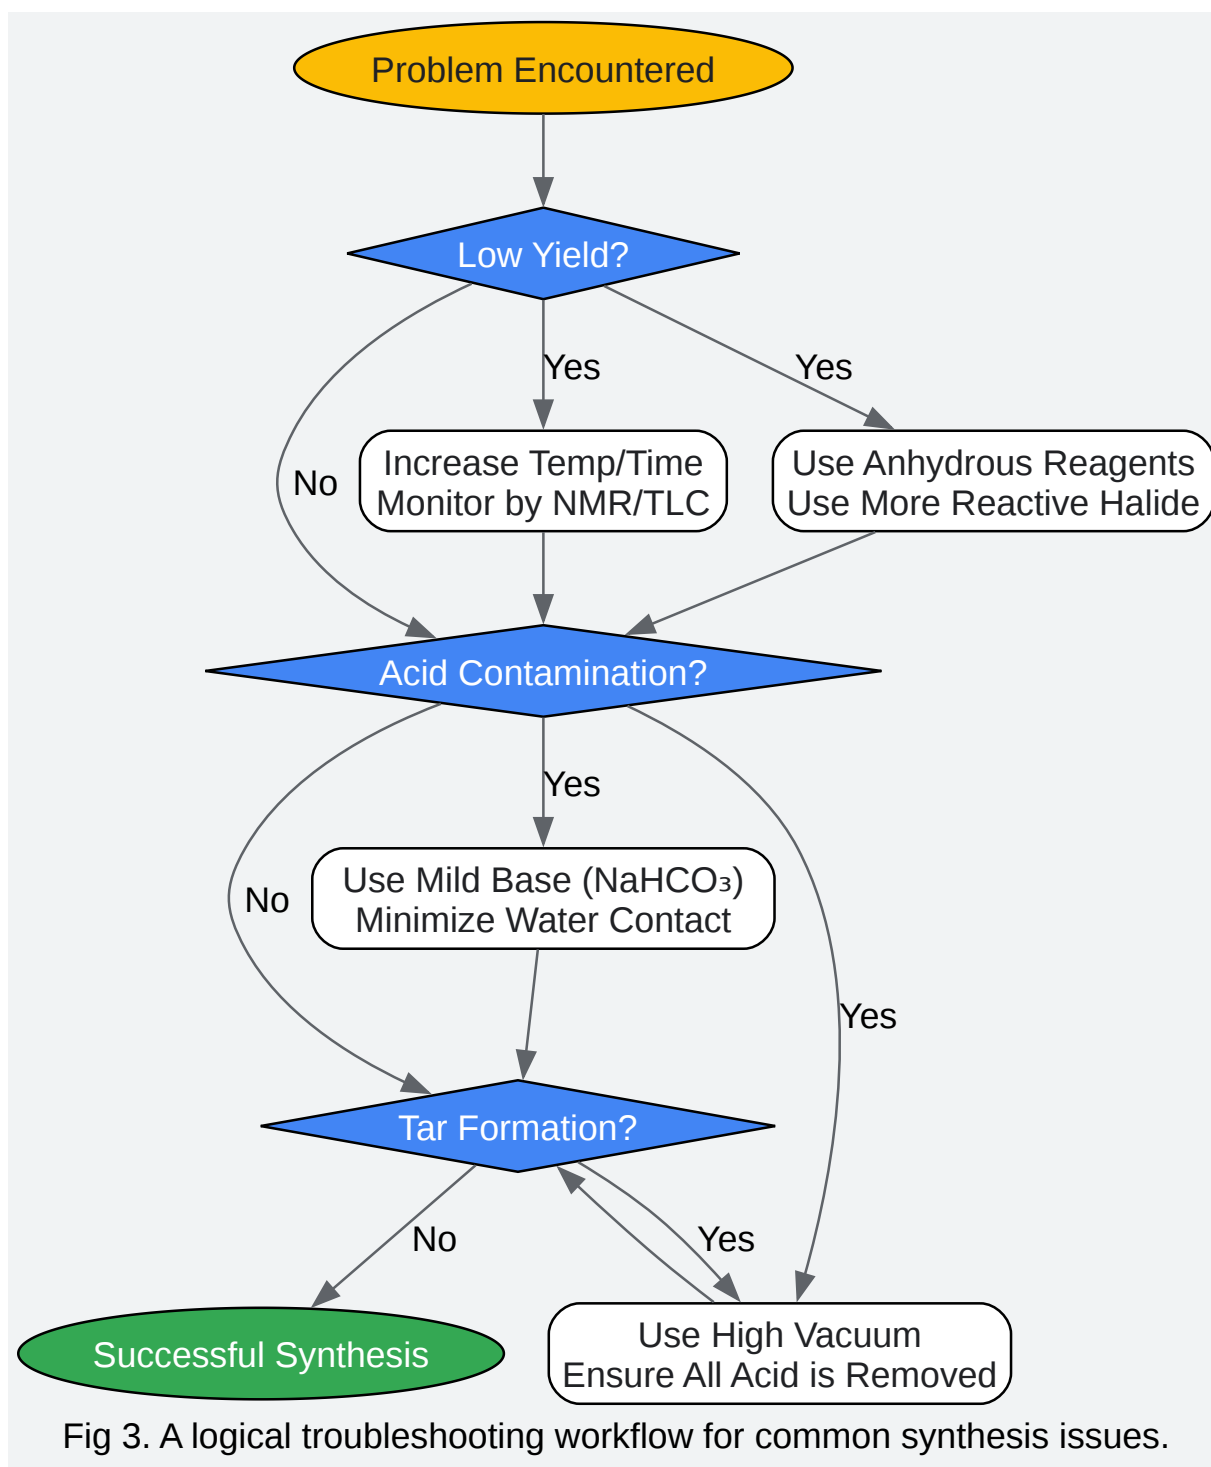 Problem Encountered
Low Yield?
Yes
Yes
No
Increase Temp/Time
Monitor by NMR/TLC
Use Anhydrous Reagents
Use More Reactive Halide
Acid Contamination?
Yes
No
Use Mild Base (NaHCO₃)
Minimize Water Contact
Yes
Tar Formation?
No
Yes
Successful Synthesis
Use High Vacuum
Ensure All Acid is Removed
Fig 3. A logical troubleshooting workflow for common synthesis issues.